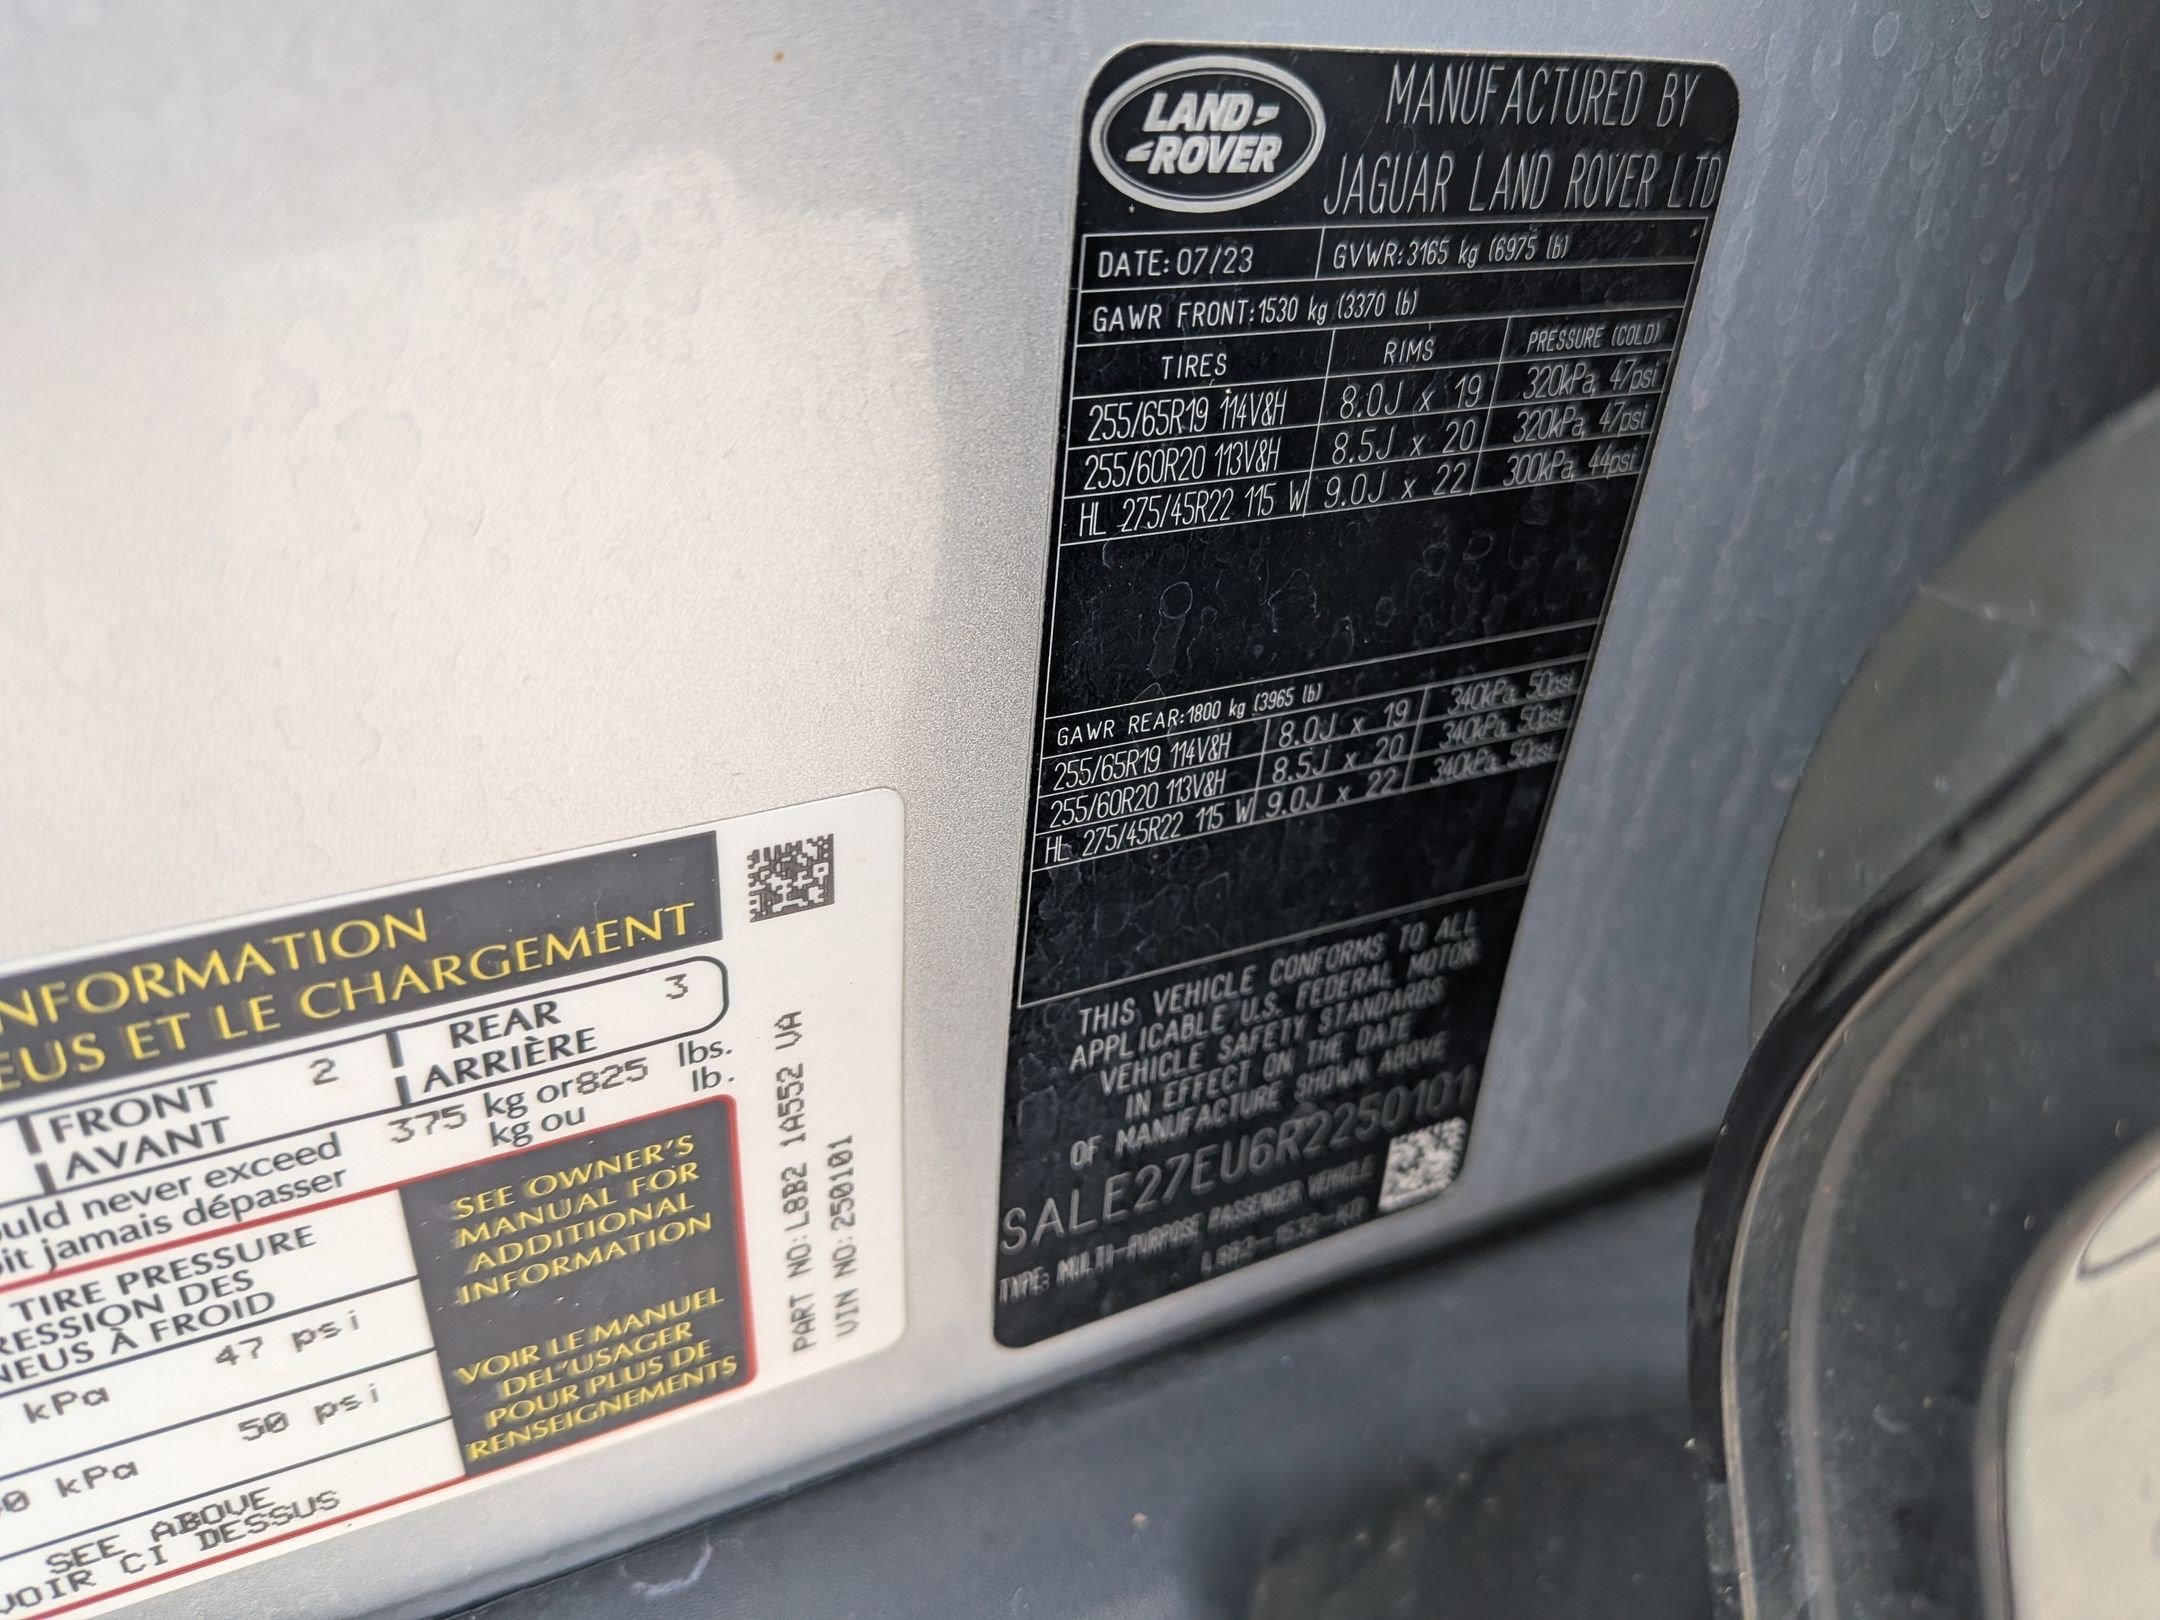 LAND-
ROVER
MANUFACTURED BY
JAGUAR LAND ROVER LTD
DATE: 07/23 GVWR: 3165 kg (6975 lb)
GAWR FRONT: 1530 kg (3370 lb)
TIRES RIMS PRESSURE (COLD)
255/65R19 114V&H 8.0J x 19 320kPa, 47psi
255/60R20 113V&H 8.5J x 20 320kPa, 47psi
HL 275/45R22 115 W 9.0J x 22 300kPa, 44psi
GAWR REAR: 1800 kg (3965 lb)
255/65R19 114V&H 8.0J x 19 340kPa, 50psi
255/60R20 113V&H 8.5J x 20 340kPa, 50psi
HL 275/45R22 115 W 9.0J x 22 340kPa, 50psi
THIS VEHICLE CONFORMS TO ALL
APPLICABLE U.S. FEDERAL MOTOR
VEHICLE SAFETY STANDARDS
IN EFFECT ON THE DATE
OF MANUFACTURE SHOWN ABOVE
SALE27EU6R2250101
TYPE: MULTI-PURPOSE PASSENGER VEHICLE
NFORMATION
EUS ET LE CHARGEMENT
FRONT 2 REAR 3
AVANT ARRIÈRE
uld never exceed 375 kg or 825 lbs.
it jamais dépasser kg ou lb.
TIRE PRESSURE
RESSION DES
NEUS À FROID
kPa 47 psi
0 kPa 50 psi
SEE ABOVE
VOIR CI DESSUS
SEE OWNER'S
MANUAL FOR
ADDITIONAL
INFORMATION
VOIR LE MANUEL
DEL'USAGER
POUR PLUS DE
RENSEIGNEMENTS
PART NO: L8B2 1A552 VA
VIN NO: 250101